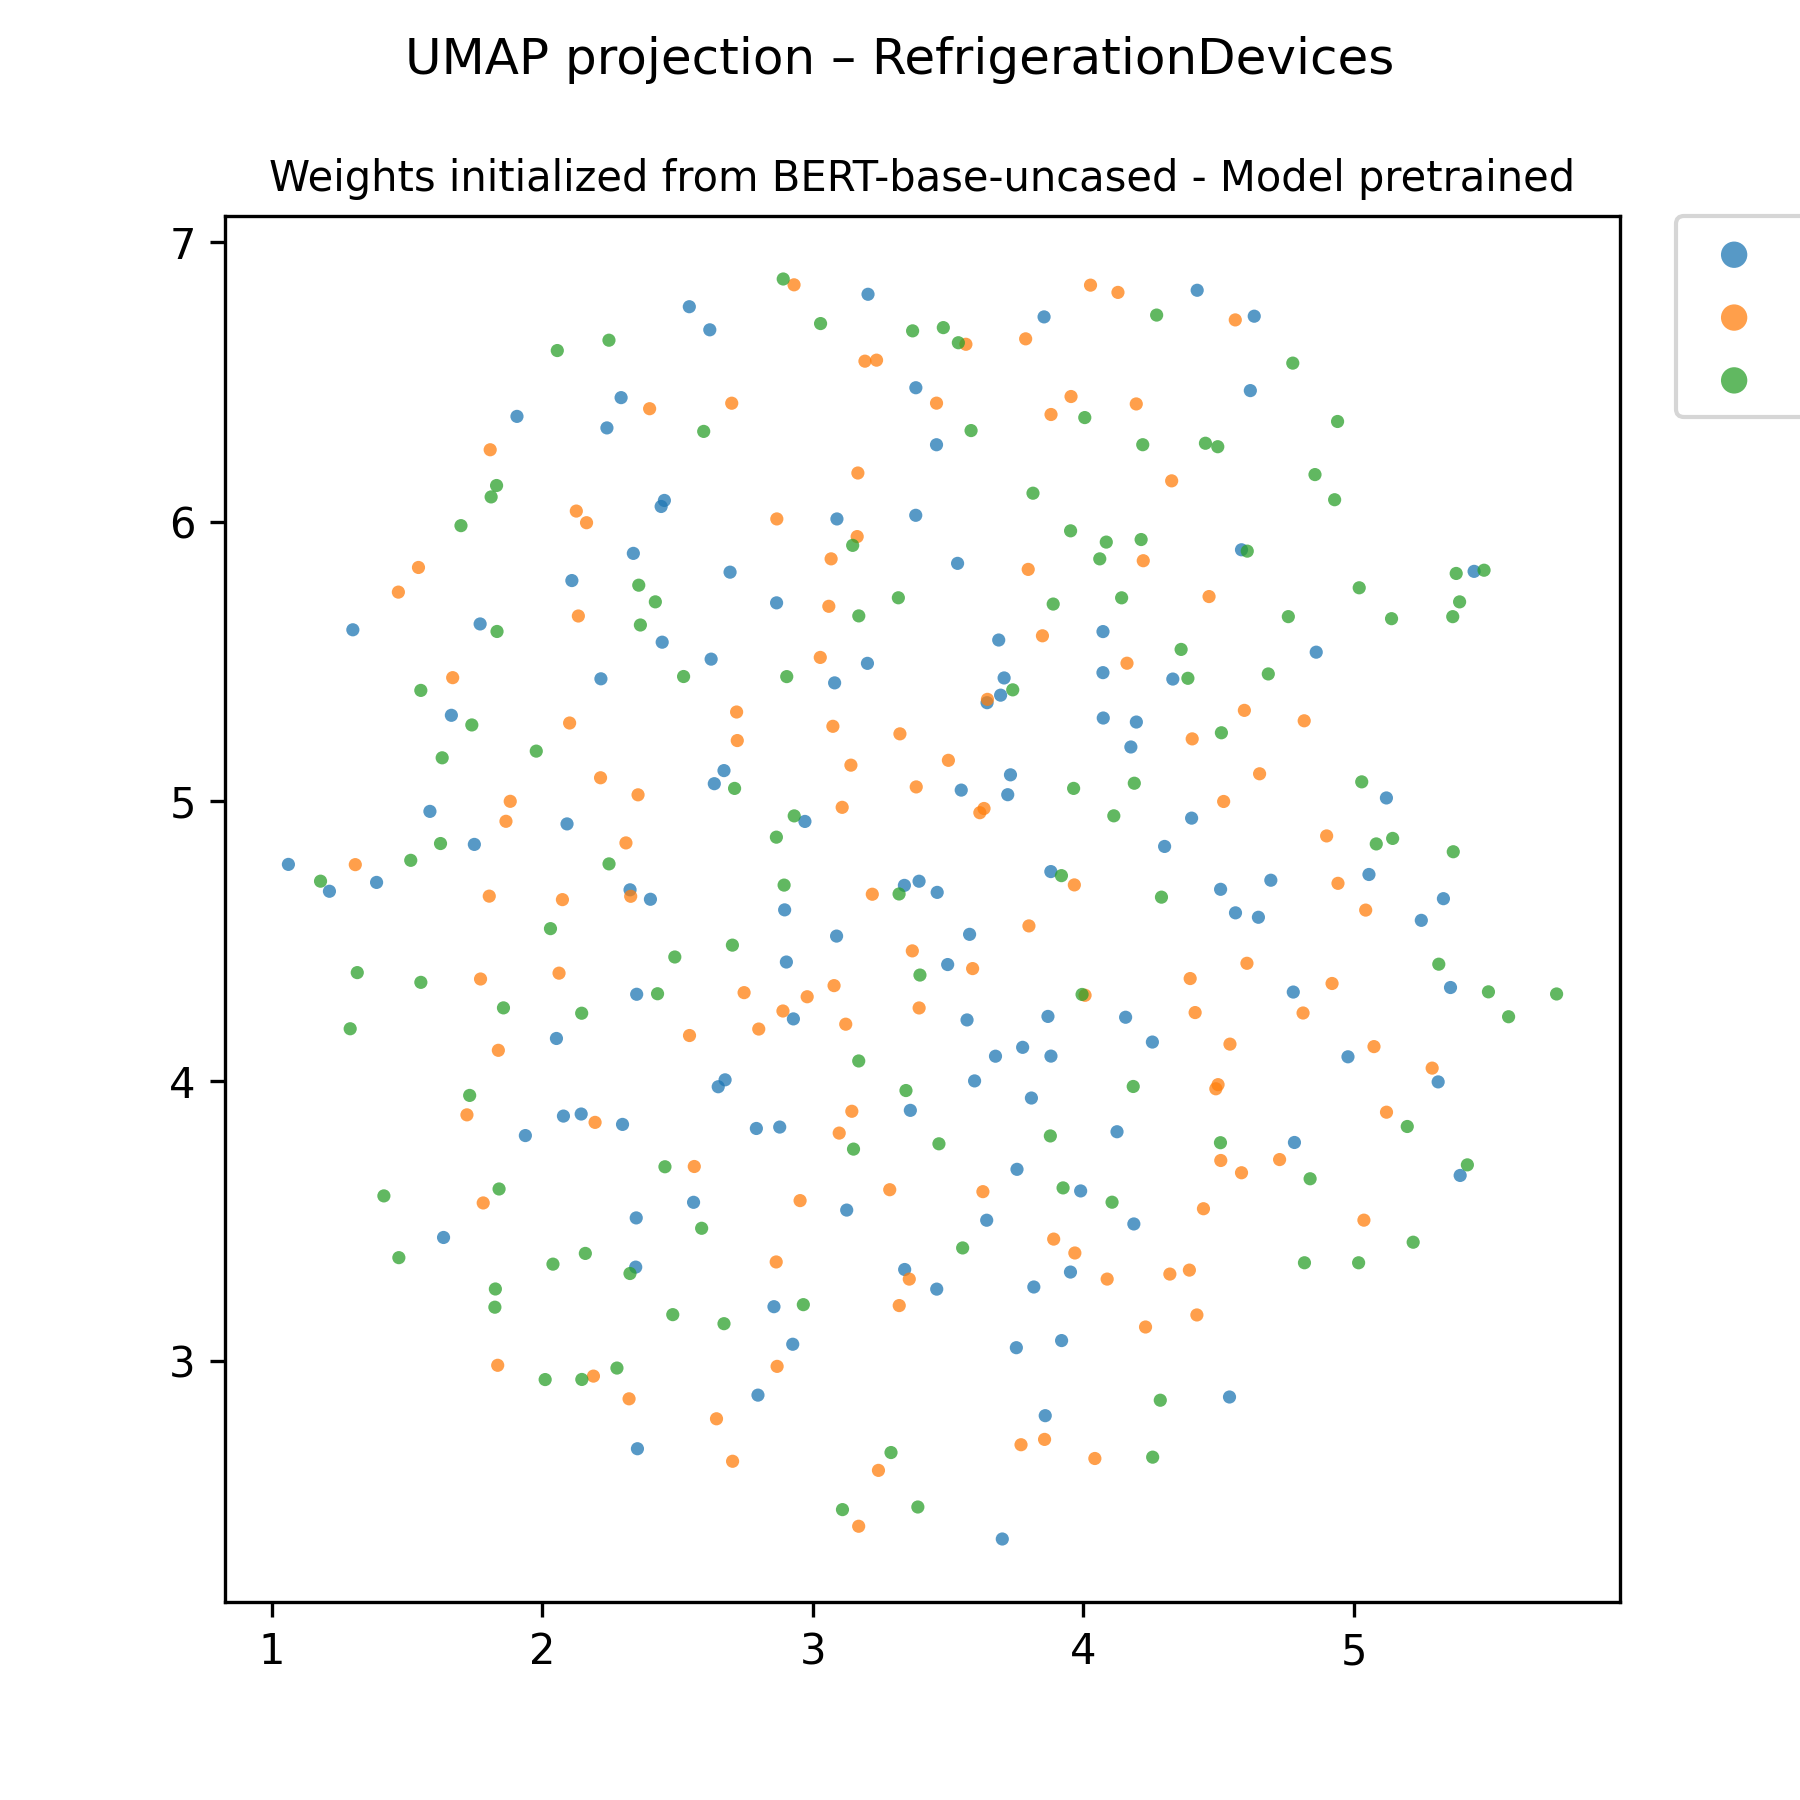 UMAP projection – RefrigerationDevices
Weights initialized from BERT-base-uncased - Model pretrained
7
6
5
4
3
1 2 3 4 5